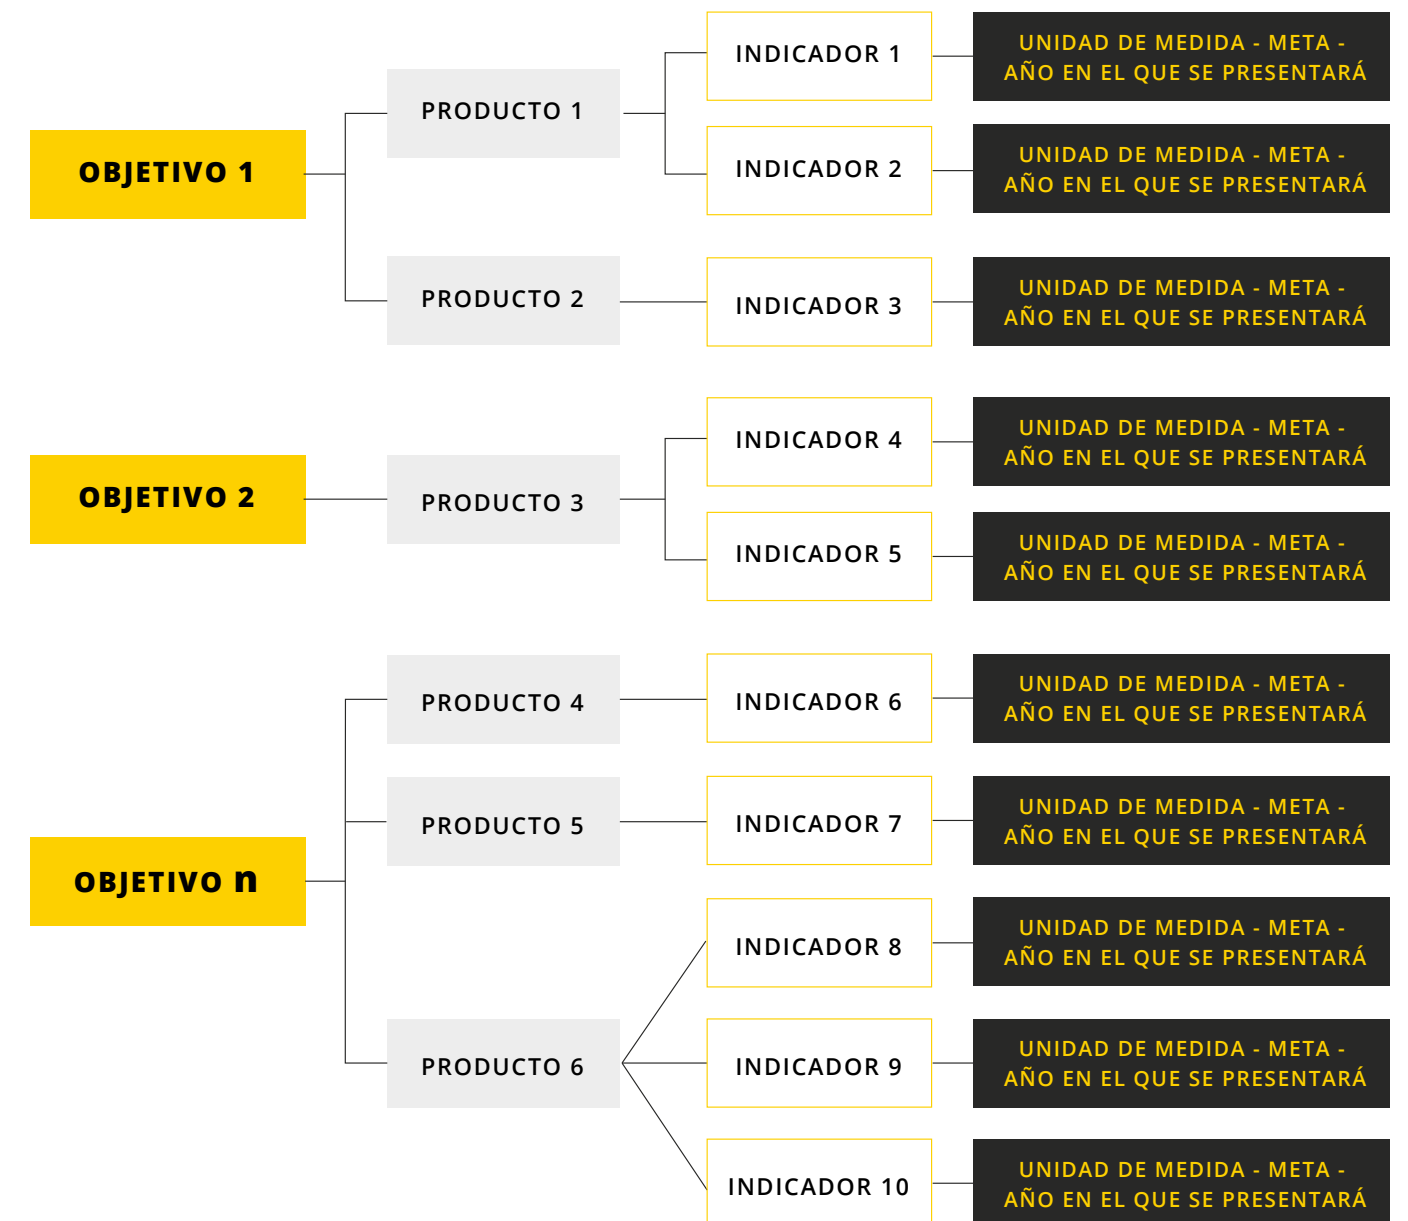 OBJETIVO 1
PRODUCTO 1
INDICADOR 1
UNIDAD DE MEDIDA - META -
AÑO EN EL QUE SE PRESENTARÁ
INDICADOR 2
UNIDAD DE MEDIDA - META -
AÑO EN EL QUE SE PRESENTARÁ
PRODUCTO 2
INDICADOR 3
UNIDAD DE MEDIDA - META -
AÑO EN EL QUE SE PRESENTARÁ
OBJETIVO 2
PRODUCTO 3
INDICADOR 4
UNIDAD DE MEDIDA - META -
AÑO EN EL QUE SE PRESENTARÁ
INDICADOR 5
UNIDAD DE MEDIDA - META -
AÑO EN EL QUE SE PRESENTARÁ
OBJETIVO n
PRODUCTO 4
INDICADOR 6
UNIDAD DE MEDIDA - META -
AÑO EN EL QUE SE PRESENTARÁ
PRODUCTO 5
INDICADOR 7
UNIDAD DE MEDIDA - META -
AÑO EN EL QUE SE PRESENTARÁ
PRODUCTO 6
INDICADOR 8
UNIDAD DE MEDIDA - META -
AÑO EN EL QUE SE PRESENTARÁ
INDICADOR 9
UNIDAD DE MEDIDA - META -
AÑO EN EL QUE SE PRESENTARÁ
INDICADOR 10
UNIDAD DE MEDIDA - META -
AÑO EN EL QUE SE PRESENTARÁ